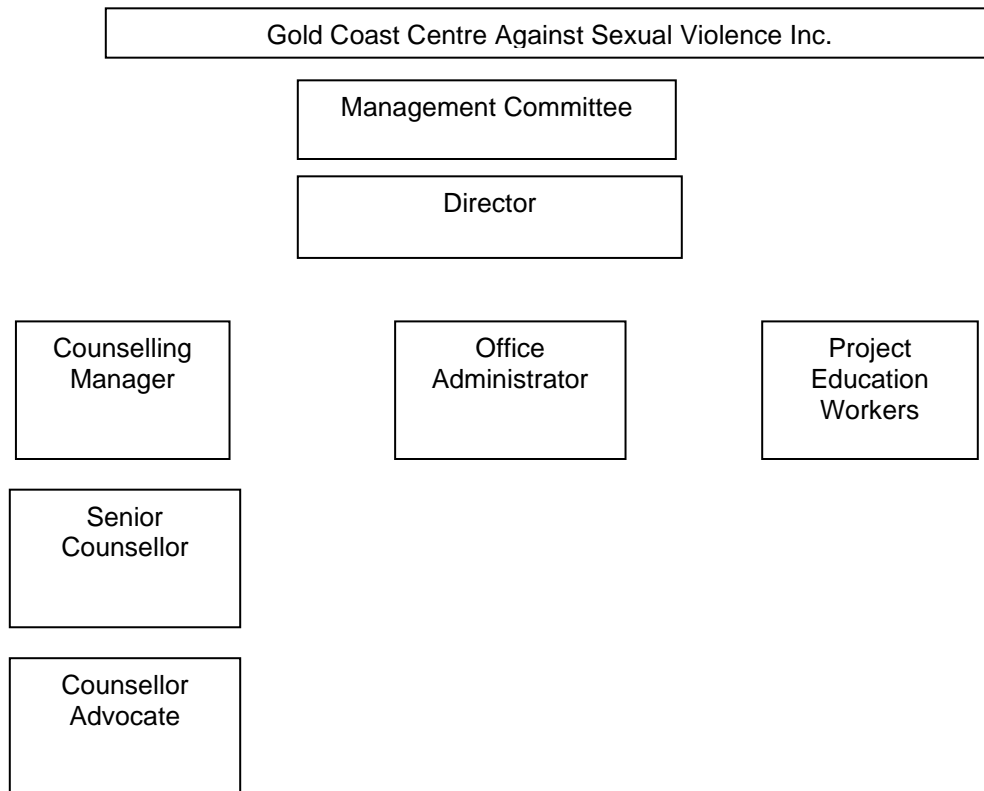 Gold Coast Centre Against Sexual Violence Inc.
Management Committee
Director
Counselling
Manager
Office
Administrator
Project
Education
Workers
Senior
Counsellor
Counsellor
Advocate